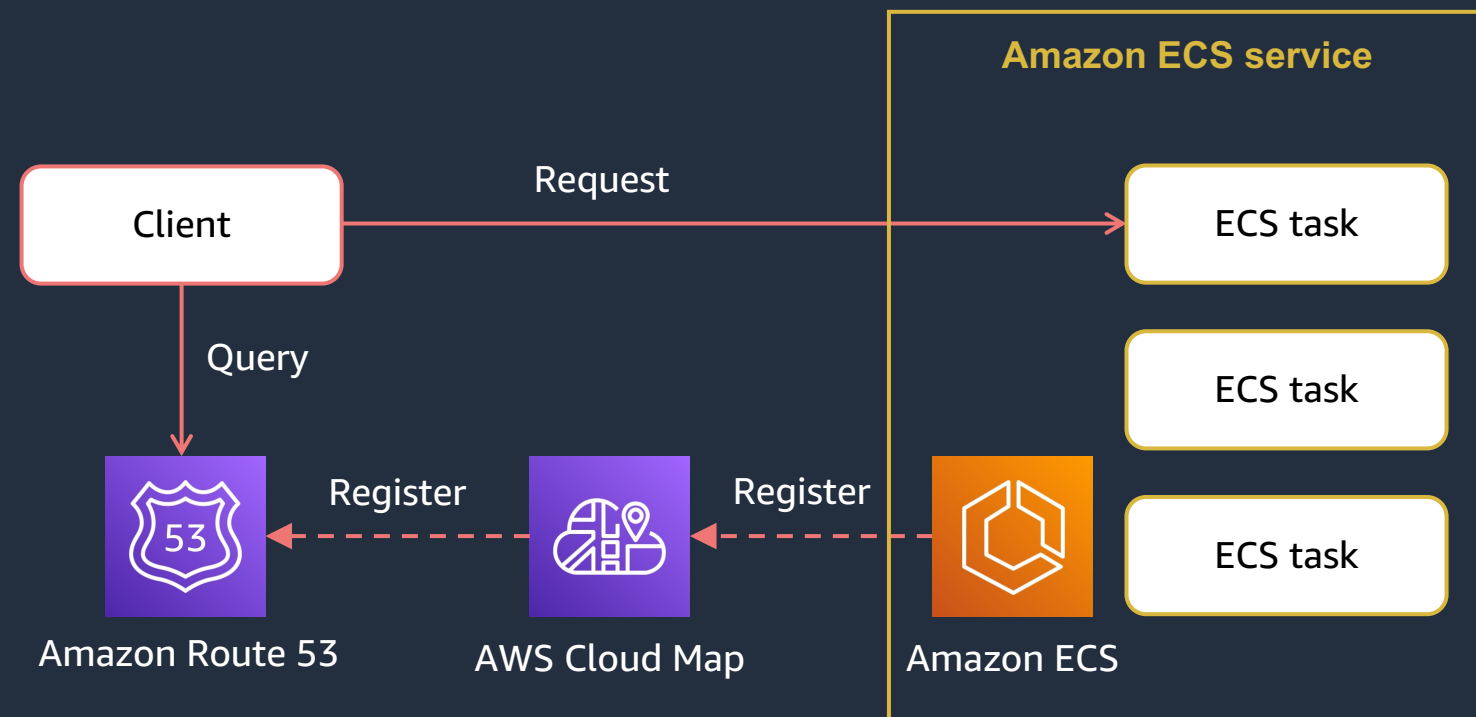 Amazon ECS service
Request
Client
ECS task
Query
ECS task
Register
Register
53
ECS task
Amazon Route 53
AWS Cloud Map
Amazon ECS